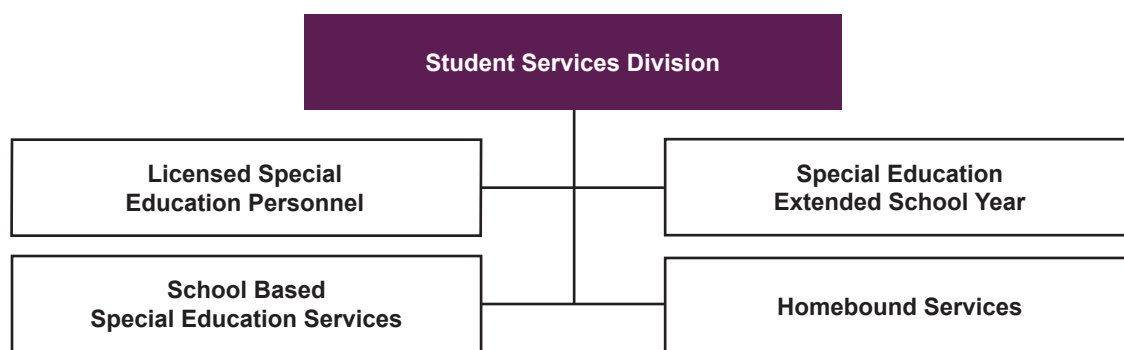 Student Services Division
Licensed Special
Education Personnel
Special Education
Extended School Year
School Based
Special Education Services
Homebound Services